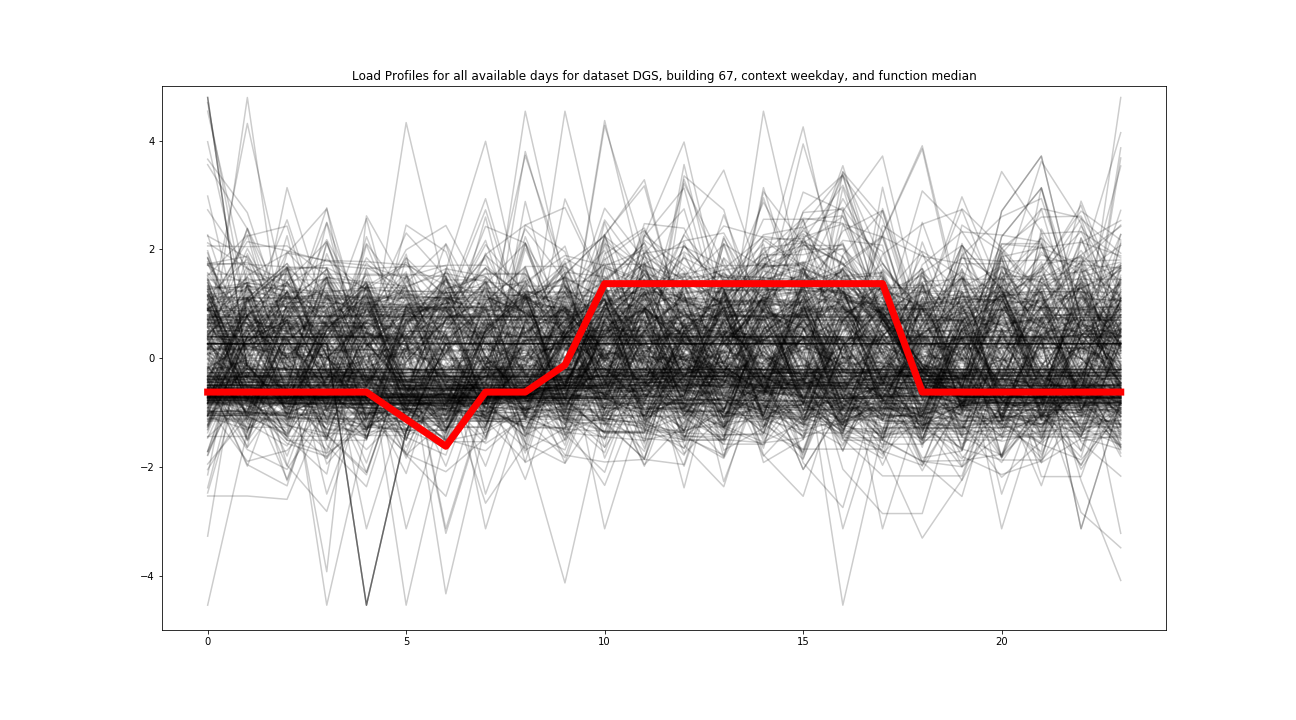 Load Profiles for all available days for dataset DGS, building 67, context weekday, and function median
4
2
0
−2
−4
0 5 10 15 20